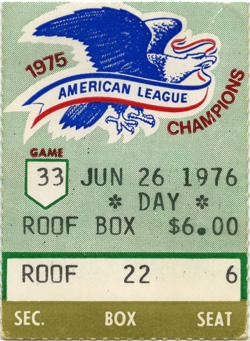 1975
AMERICAN LEAGUE
CHAMPIONS
GAME
33 JUN 26 1976
* DAY *
ROOF BOX $6.00
ROOF 22 6
SEC. BOX SEAT